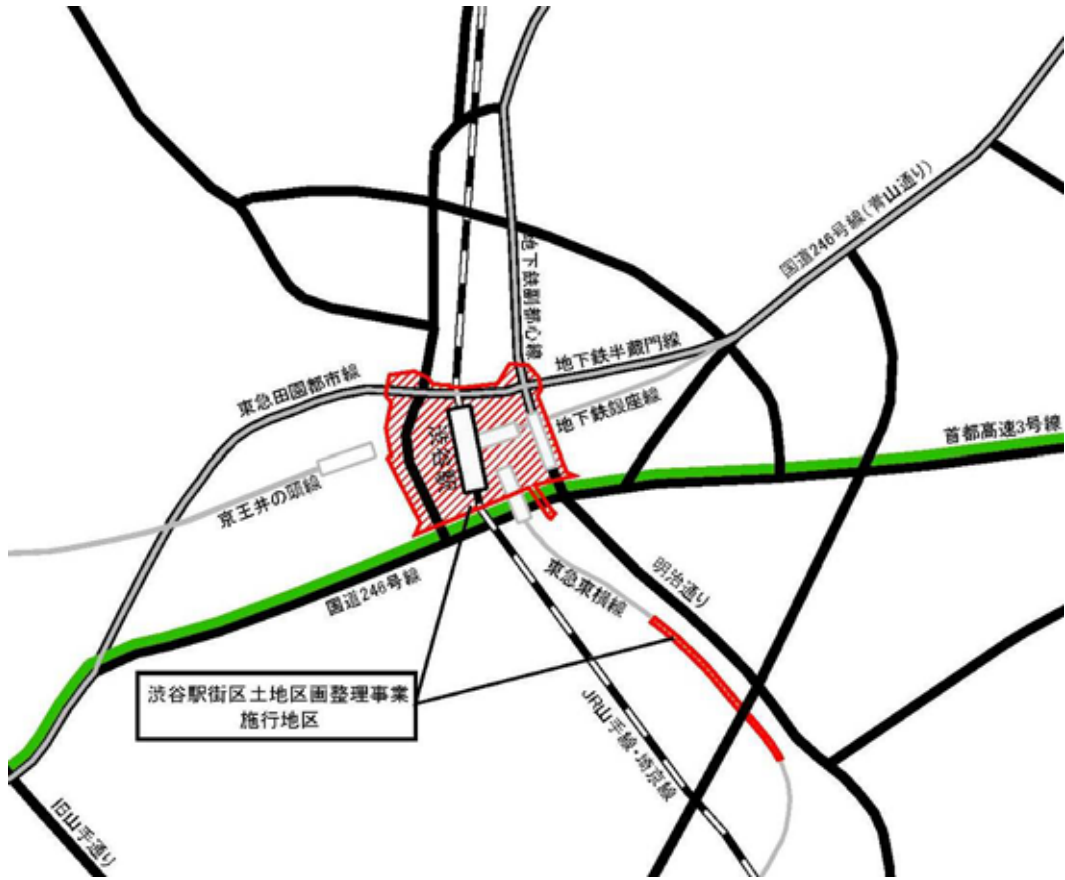 国道246号線(青山通り)
地下鉄副都心線
地下鉄半蔵門線
東急田園都市線
地下鉄銀座線
首都高速3号線
渋谷駅
京王井の頭線
国道246号線
東急東横線
明治通り
渋谷駅街区土地区画整理事業
施行地区
JR山手線・埼京線
旧山手通り